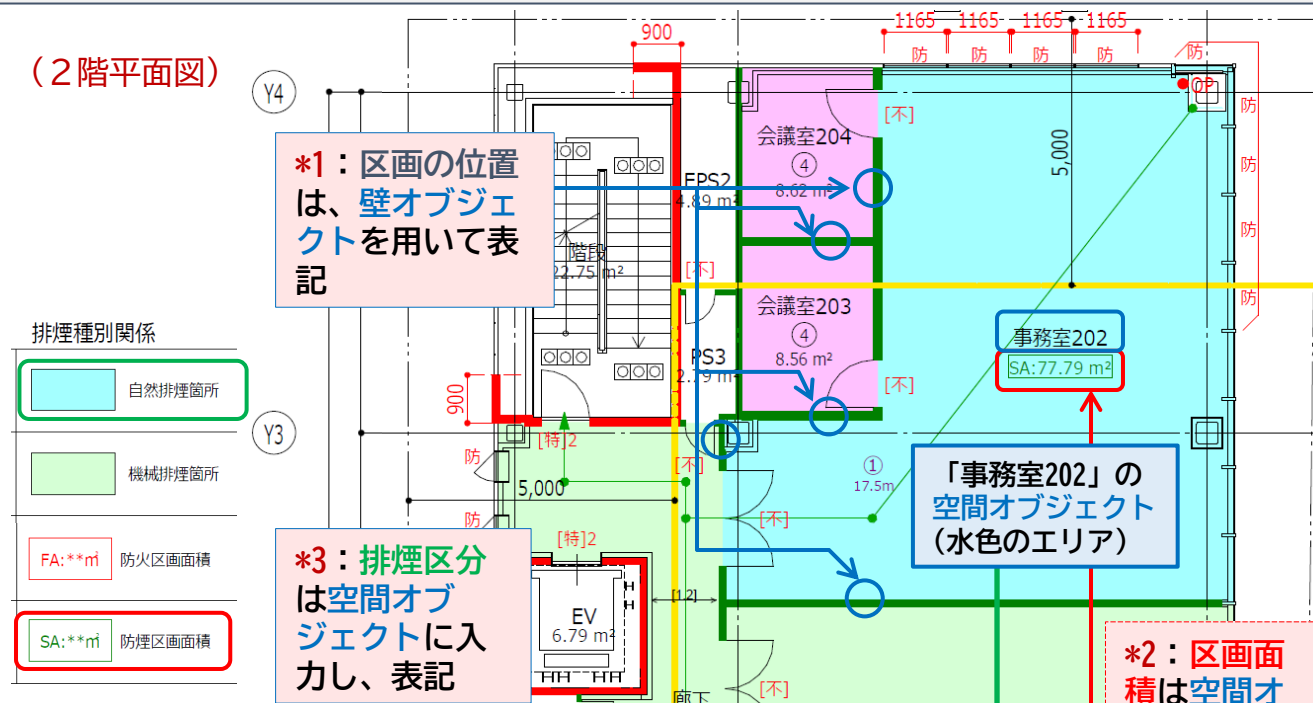 （２階平面図）
900
1165
1165
1165
1165
防
防
防
防
防
OP
Y4
*1：区画の位置
は、壁オブジェ
クトを用いて表
記
会議室204
④
8.62 m²
[不]
EPS2
4.89 m²
5,000
防
防
防
防
階段
22.75 m²
[不]
会議室203
④
8.56 m²
[不]
PS3
2.79 m²
事務室202
SA:77.79 m²
排煙種別関係
自然排煙箇所
機械排煙箇所
FA:**㎡
防火区画面積
SA:**㎡
防煙区画面積
900
Y3
[特]2
防
[不]
5,000
防
①
17.5m
[不]
「事務室202」の
空間オブジェクト
（水色のエリア）
[特]2
*3：排煙区分
は空間オブ
ジェクトに入
力し、表記
EV
6.79 m²
[1.2]
廊下
[不]
*2：区画面
積は空間オ